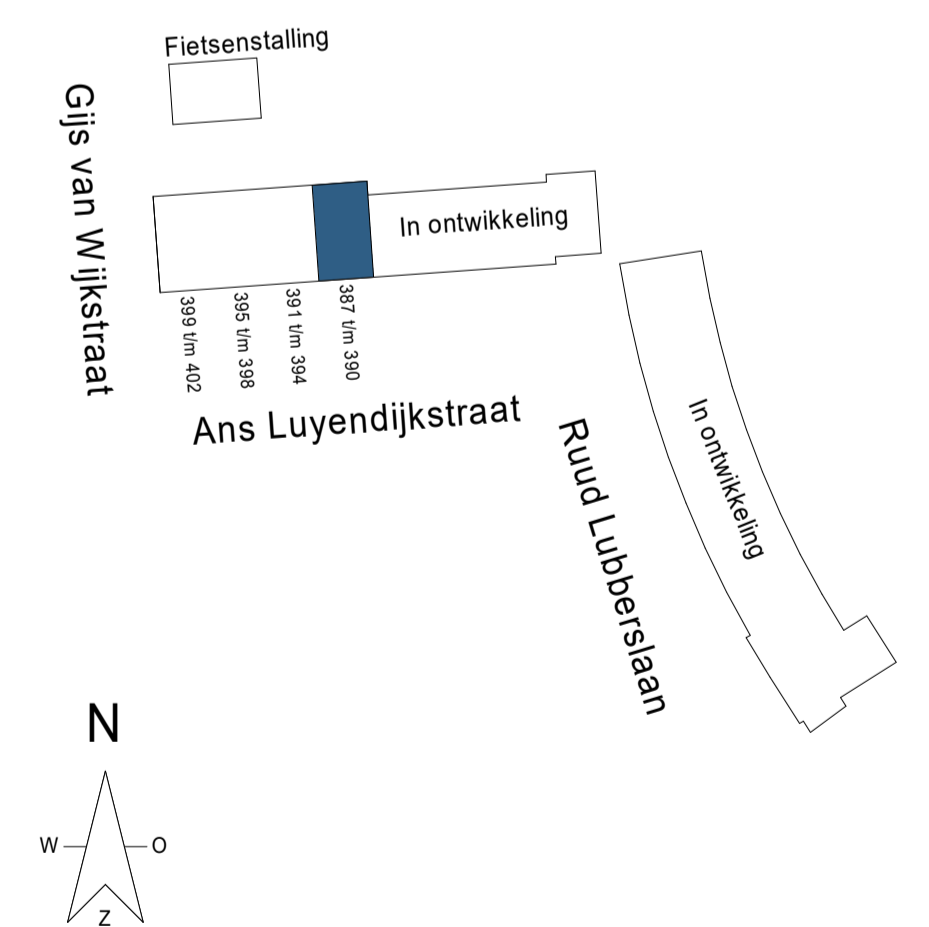 Fietsenstalling
Gijs van Wijkstraat
In ontwikkeling
399 t/m 402
395 t/m 398
391 t/m 394
387 t/m 390
Ans Luyendijkstraat
Ruud Lubberslaan
In ontwikkeling
N
W
O
Z